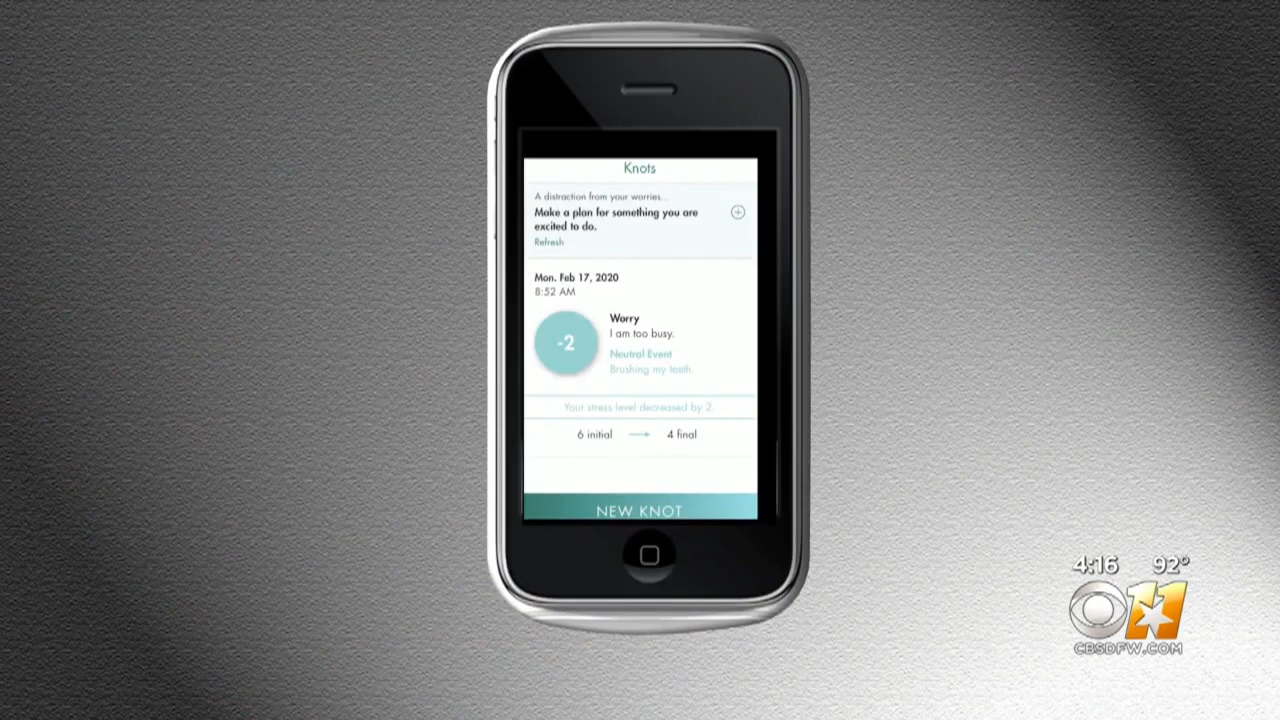 Knots
A distraction from your worries...
Make a plan for something you are
excited to do.
Refresh
Mon. Feb 17, 2020
8:52 AM
-2
Worry
I am too busy.
Neutral Event
Brushing my teeth.
Your stress level decreased by 2.
6 initial → 4 final
NEW KNOT
4:16 92°
11
CBSDFW.COM